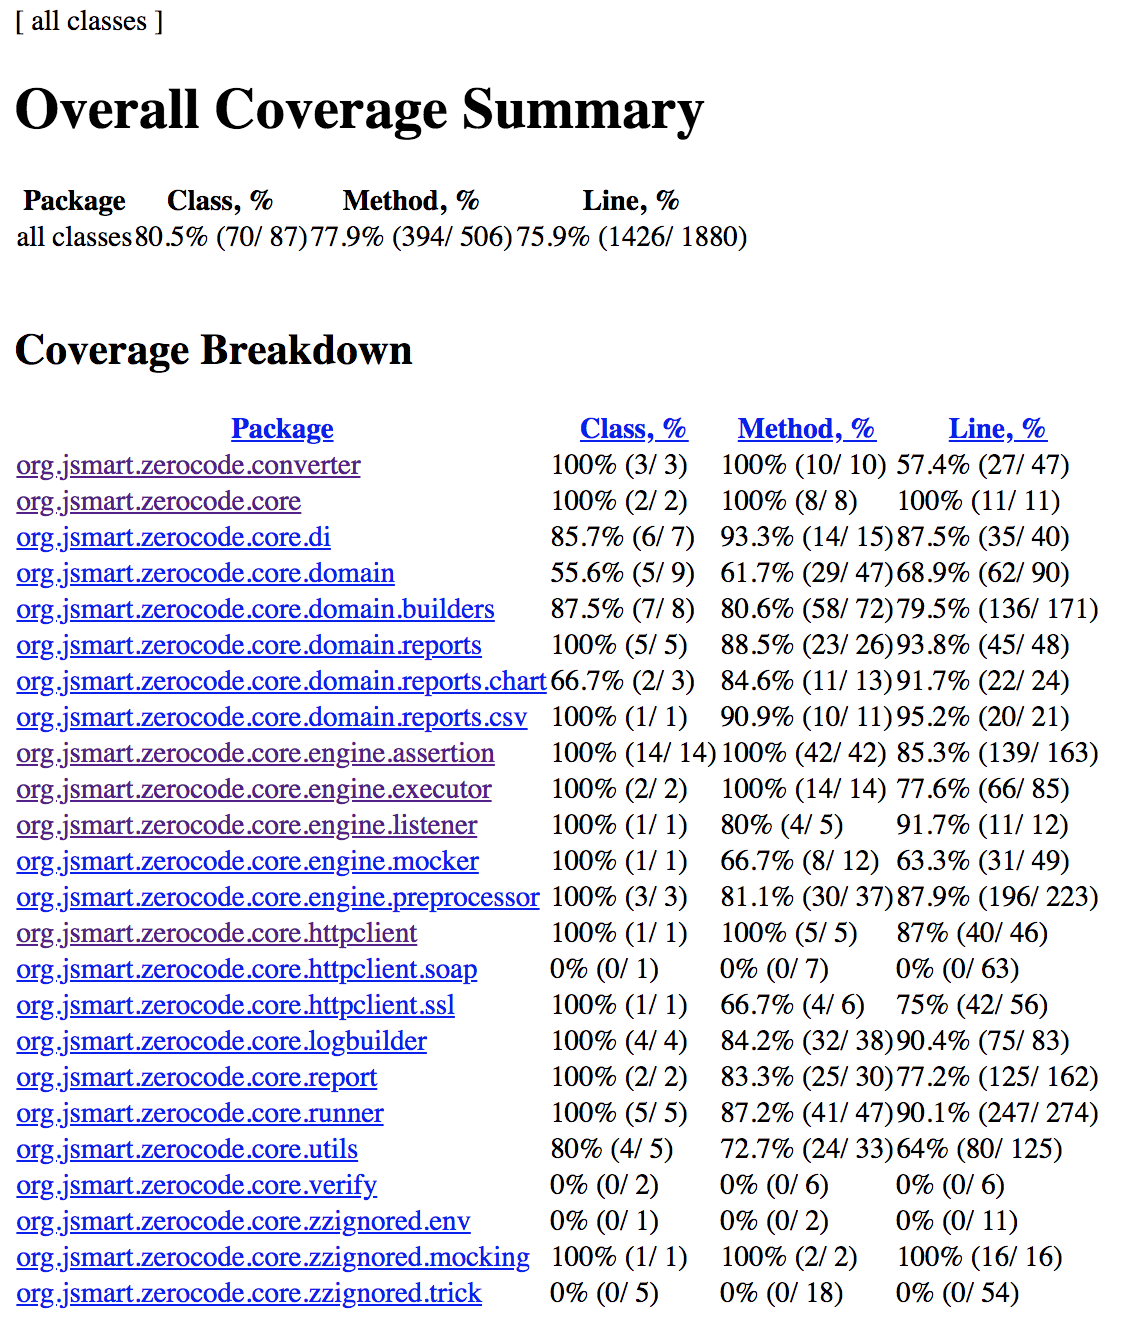 [ all classes ]
Overall Coverage Summary
Package Class, % Method, % Line, %
all classes 80.5% (70/ 87) 77.9% (394/ 506) 75.9% (1426/ 1880)
Coverage Breakdown
Package Class, % Method, % Line, %
org.jsmart.zerocode.converter 100% (3/ 3) 100% (10/ 10) 57.4% (27/ 47)
org.jsmart.zerocode.core 100% (2/ 2) 100% (8/ 8) 100% (11/ 11)
org.jsmart.zerocode.core.di 85.7% (6/ 7) 93.3% (14/ 15) 87.5% (35/ 40)
org.jsmart.zerocode.core.domain 55.6% (5/ 9) 61.7% (29/ 47) 68.9% (62/ 90)
org.jsmart.zerocode.core.domain.builders 87.5% (7/ 8) 80.6% (58/ 72) 79.5% (136/ 171)
org.jsmart.zerocode.core.domain.reports 100% (5/ 5) 88.5% (23/ 26) 93.8% (45/ 48)
org.jsmart.zerocode.core.domain.reports.chart 66.7% (2/ 3) 84.6% (11/ 13) 91.7% (22/ 24)
org.jsmart.zerocode.core.domain.reports.csv 100% (1/ 1) 90.9% (10/ 11) 95.2% (20/ 21)
org.jsmart.zerocode.core.engine.assertion 100% (14/ 14) 100% (42/ 42) 85.3% (139/ 163)
org.jsmart.zerocode.core.engine.executor 100% (2/ 2) 100% (14/ 14) 77.6% (66/ 85)
org.jsmart.zerocode.core.engine.listener 100% (1/ 1) 80% (4/ 5) 91.7% (11/ 12)
org.jsmart.zerocode.core.engine.mocker 100% (1/ 1) 66.7% (8/ 12) 63.3% (31/ 49)
org.jsmart.zerocode.core.engine.preprocessor 100% (3/ 3) 81.1% (30/ 37) 87.9% (196/ 223)
org.jsmart.zerocode.core.httpclient 100% (1/ 1) 100% (5/ 5) 87% (40/ 46)
org.jsmart.zerocode.core.httpclient.soap 0% (0/ 1) 0% (0/ 7) 0% (0/ 63)
org.jsmart.zerocode.core.httpclient.ssl 100% (1/ 1) 66.7% (4/ 6) 75% (42/ 56)
org.jsmart.zerocode.core.logbuilder 100% (4/ 4) 84.2% (32/ 38) 90.4% (75/ 83)
org.jsmart.zerocode.core.report 100% (2/ 2) 83.3% (25/ 30) 77.2% (125/ 162)
org.jsmart.zerocode.core.runner 100% (5/ 5) 87.2% (41/ 47) 90.1% (247/ 274)
org.jsmart.zerocode.core.utils 80% (4/ 5) 72.7% (24/ 33) 64% (80/ 125)
org.jsmart.zerocode.core.verify 0% (0/ 2) 0% (0/ 6) 0% (0/ 6)
org.jsmart.zerocode.core.zzignored.env 0% (0/ 1) 0% (0/ 2) 0% (0/ 11)
org.jsmart.zerocode.core.zzignored.mocking 100% (1/ 1) 100% (2/ 2) 100% (16/ 16)
org.jsmart.zerocode.core.zzignored.trick 0% (0/ 5) 0% (0/ 18) 0% (0/ 54)